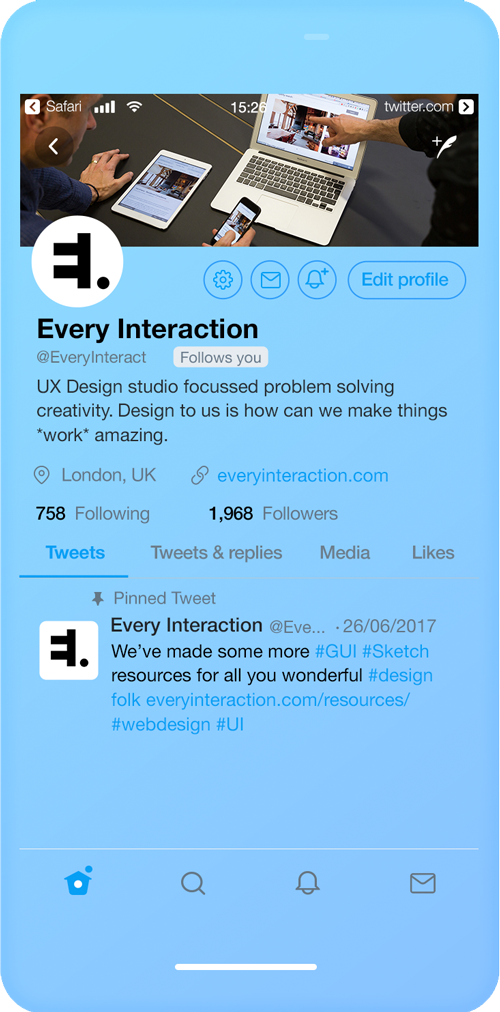 Safari 15:26 twitter.com
Edit profile
Every Interaction
@EveryInteract Follows you
UX Design studio focussed problem solving
creativity. Design to us is how can we make things
*work* amazing.
London, UK everyinteraction.com
758 Following 1,968 Followers
Tweets Tweets & replies Media Likes
Pinned Tweet
Every Interaction @Eve... · 26/06/2017
We’ve made some more #GUI #Sketch
resources for all you wonderful #design
folk everyinteraction.com/resources/
#webdesign #UI